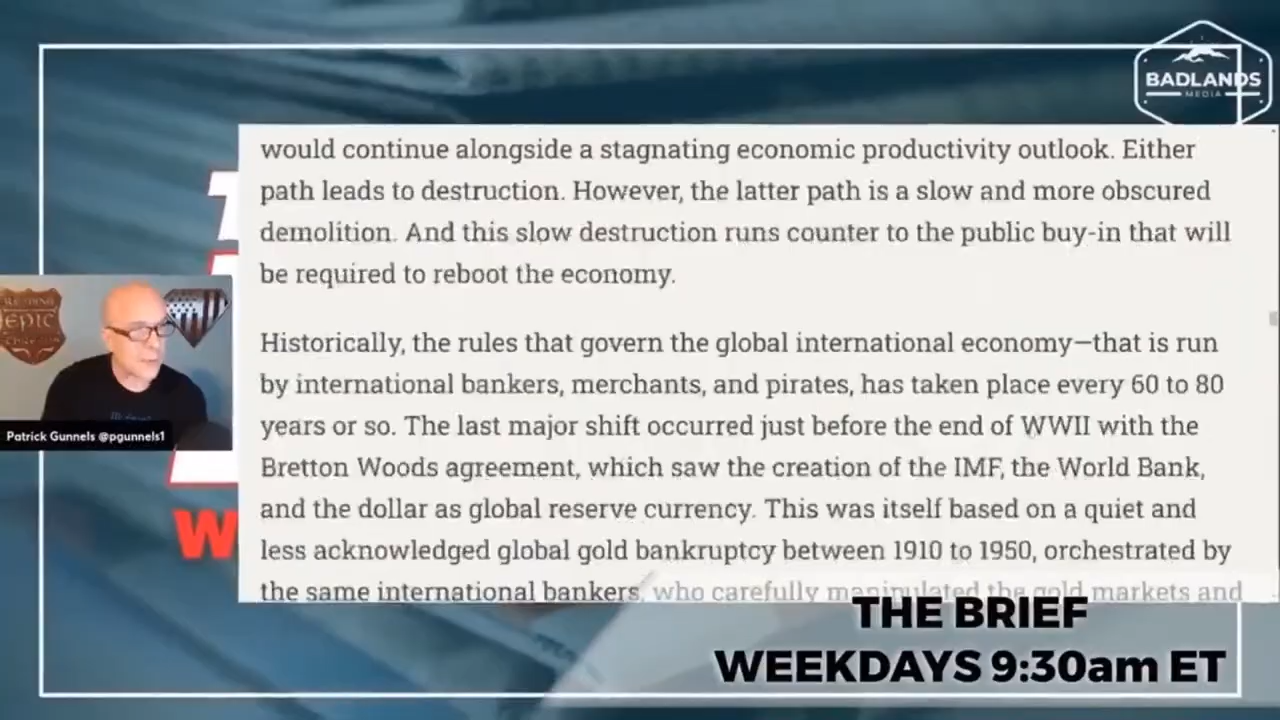 BADLANDS
MEDIA
would continue alongside a stagnating economic productivity outlook. Either
path leads to destruction. However, the latter path is a slow and more obscured
demolition. And this slow destruction runs counter to the public buy-in that will
be required to reboot the economy.
Historically, the rules that govern the global international economy—that is run
by international bankers, merchants, and pirates, has taken place every 60 to 80
years or so. The last major shift occurred just before the end of WWII with the
Bretton Woods agreement, which saw the creation of the IMF, the World Bank,
and the dollar as global reserve currency. This was itself based on a quiet and
less acknowledged global gold bankruptcy between 1910 to 1950, orchestrated by
the same international bankers, who carefully manipulated the gold markets and
READING
EPIC
Patrick Gunnels @pgunnels1
T
W
THE BRIEF
WEEKDAYS 9:30am ET